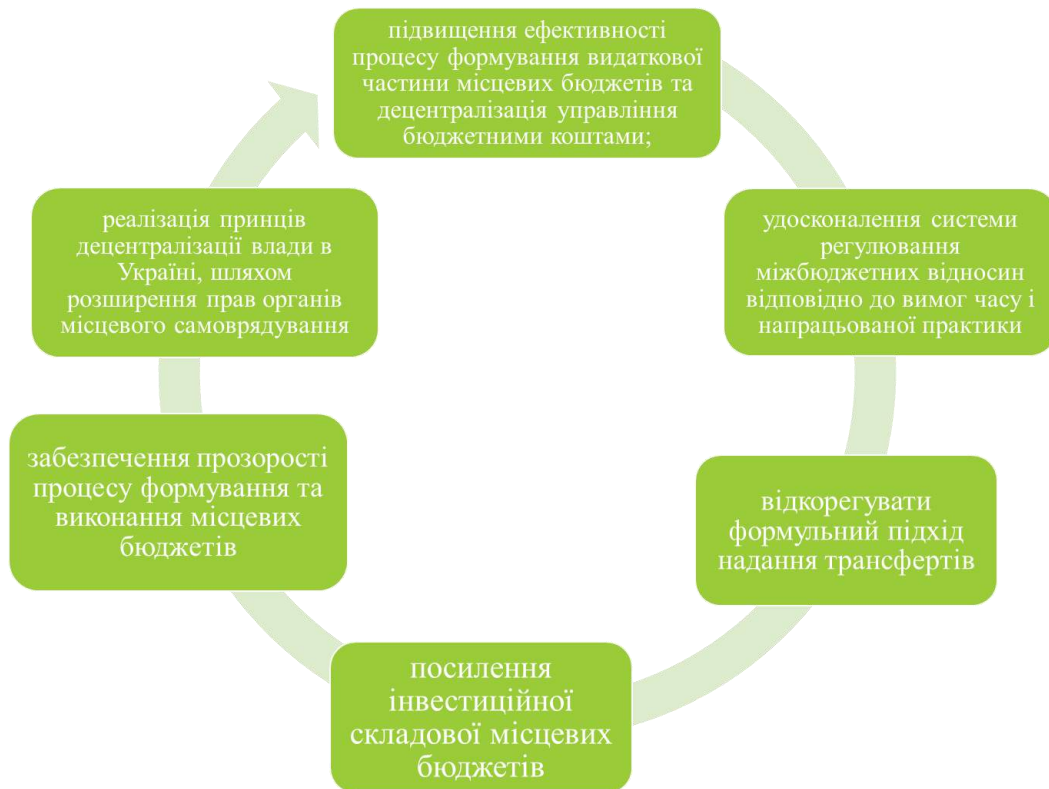 підвищення ефективності
процесу формування видаткової
частини місцевих бюджетів та
децентралізація управління
бюджетними коштами;
удосконалення системи
регулювання
міжбюджетних відносин
відповідно до вимог часу і
напрацьованої практики
відкорегувати
формульний підхід
надання трансфертів
посилення
інвестиційної
складової місцевих
бюджетів
забезпечення прозорості
процесу формування та
виконання місцевих
бюджетів
реалізація принців
децентралізації влади в
Україні, шляхом
розширення прав органів
місцевого самоврядування